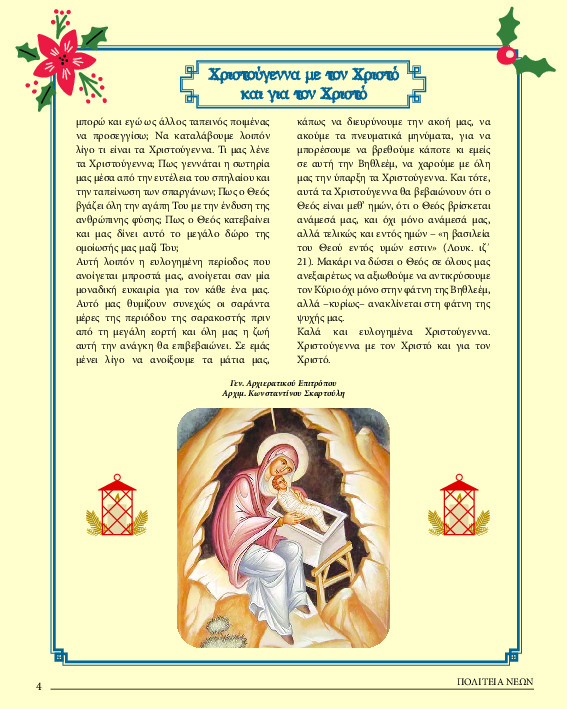 Χριστούγεννα με τον Χριστό
και για τον Χριστό
μπορώ και εγώ ως άλλος ταπεινός ποιμένας
να προσεγγίσω; Να καταλάβουμε λοιπόν
λίγο τι είναι τα Χριστούγεννα. Τι μας λένε
τα Χριστούγεννα; Πως γεννάται η σωτηρία
μας μέσα από την ευτέλεια του σπηλαίου και
την ταπείνωση των σπαργάνων; Πως ο Θεός
βγάζει όλη την αγάπη Του με την ένδυση της
ανθρώπινης φύσης; Πως ο Θεός κατεβαίνει
και μας δίνει αυτό το μεγάλο δώρο της
ομοίωσής μας μαζί Του;
Αυτή λοιπόν η ευλογημένη περίοδος που
ανοίγεται μπροστά μας, ανοίγεται σαν μία
μοναδική ευκαιρία για τον κάθε ένα μας.
Αυτό μας θυμίζουν συνεχώς οι σαράντα
μέρες της περιόδου της σαρακοστής πριν
από τη μεγάλη εορτή και όλη μας η ζωή
αυτή την ανάγκη θα επιβεβαιώνει. Σε εμάς
μένει λίγο να ανοίξουμε τα μάτια μας,
κάπως να διευρύνουμε την ακοή μας, να
ακούμε τα πνευματικά μηνύματα, για να
μπορέσουμε να βρεθούμε κάποτε κι εμείς
σε αυτή την Βηθλεέμ, να χαρούμε με όλη
μας την ύπαρξη τα Χριστούγεννα. Και τότε,
αυτά τα Χριστούγεννα θα βεβαιώνουν ότι ο
Θεός είναι μεθ᾽ ημών, ότι ο Θεός βρίσκεται
ανάμεσά μας, και όχι μόνο ανάμεσά μας,
αλλά τελικώς και εντός ημών – «η βασιλεία
του Θεού εντός υμών εστιν» (Λουκ. ιζ΄
21). Μακάρι να δώσει ο Θεός σε όλους μας
ανεξαιρέτως να αξιωθούμε να αντικρύσουμε
τον Κύριο όχι μόνο στην φάτνη της Βηθλεέμ,
αλλά –κυρίως– ανακλίνεται στη φάτνη της
ψυχής μας.
Καλά και ευλογημένα Χριστούγεννα.
Χριστούγεννα με τον Χριστό και για τον
Χριστό.
Γεν. Αρχιερατικού Επιτρόπου
Αρχιμ. Κωνσταντίνου Σκαρτούλη
4
ΠΟΛΙΤΕΙΑ ΝΕΩΝ